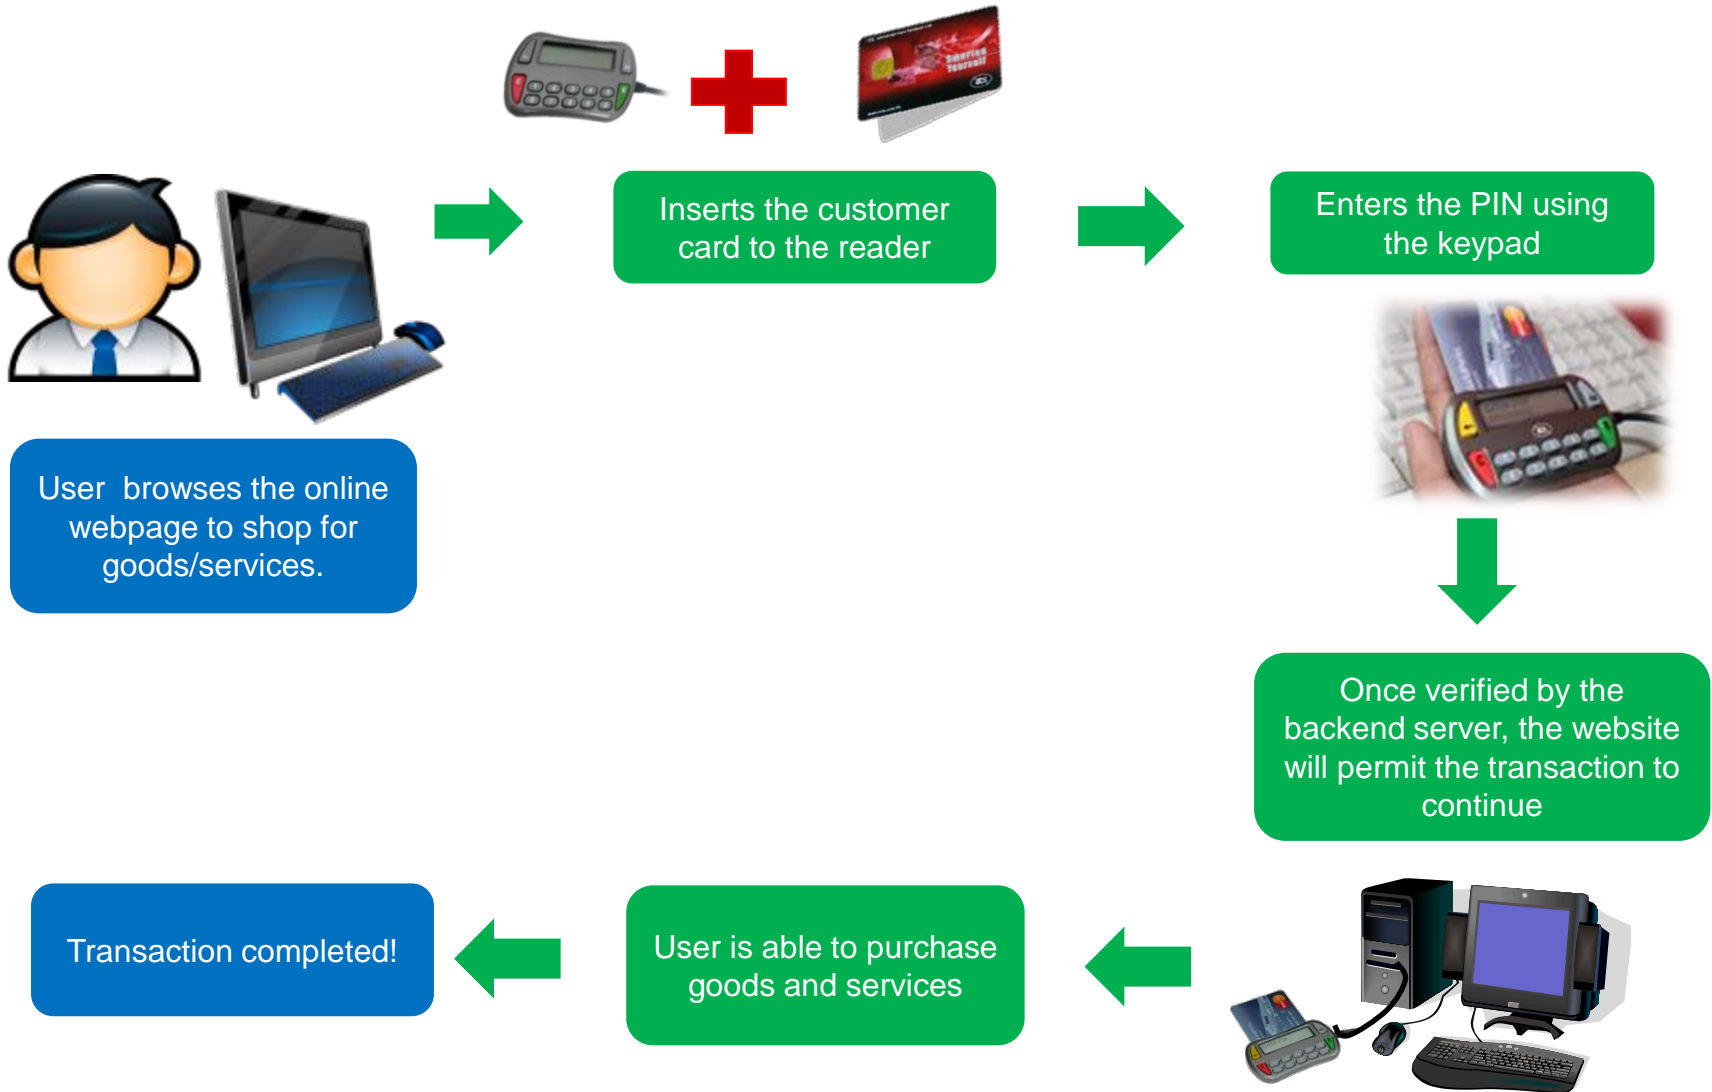 Smarten
Yourself
Inserts the customer
card to the reader
Enters the PIN using
the keypad
User  browses the online
webpage to shop for
goods/services.
Once verified by the
backend server, the website
will permit the transaction to
continue
User is able to purchase
goods and services
Transaction completed!